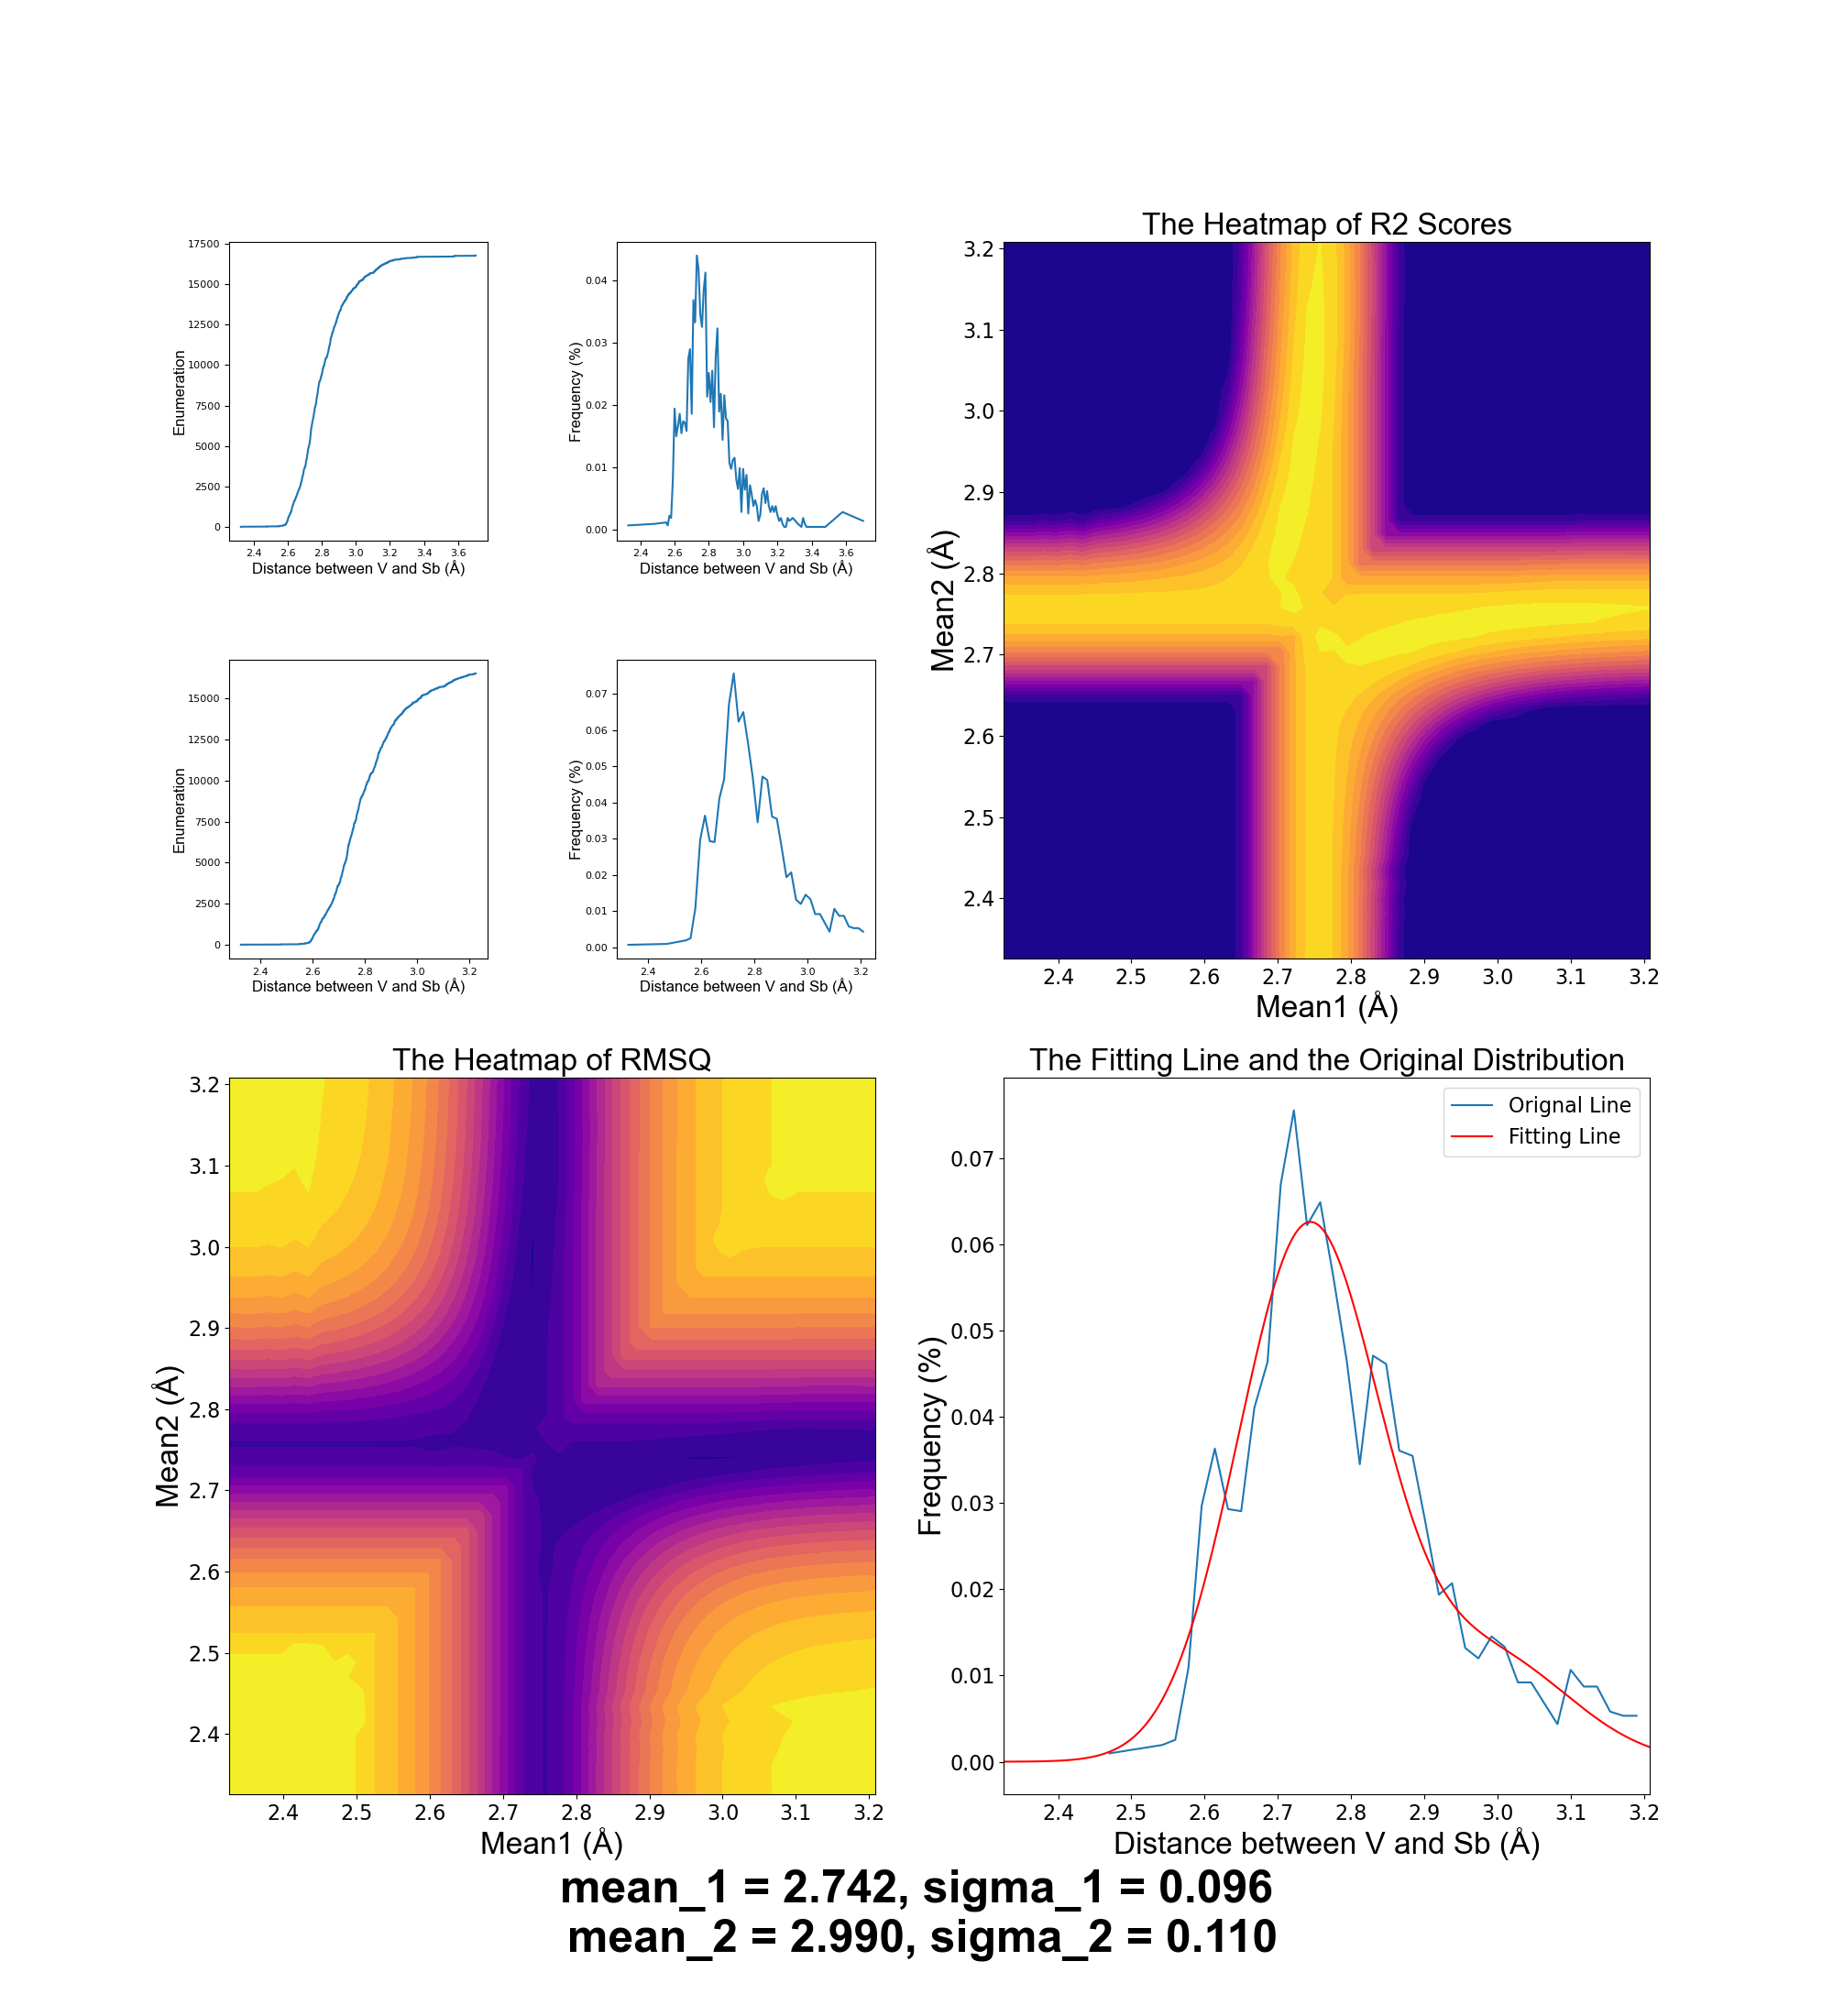 The Heatmap of R2 Scores
17500
15000
12500
10000
7500
5000
2500
0
Enumeration
2.4 2.6 2.8 3.0 3.2 3.4 3.6
Distance between V and Sb (Å)
0.04
0.03
0.02
0.01
0.00
Frequency (%)
2.4 2.6 2.8 3.0 3.2 3.4 3.6
Distance between V and Sb (Å)
3.2
3.1
3.0
2.9
2.8
2.7
2.6
2.5
2.4
Mean2 (Å)
2.4 2.5 2.6 2.7 2.8 2.9 3.0 3.1 3.2
Mean1 (Å)
15000
12500
10000
7500
5000
2500
0
Enumeration
2.4 2.6 2.8 3.0 3.2
Distance between V and Sb (Å)
0.07
0.06
0.05
0.04
0.03
0.02
0.01
0.00
Frequency (%)
2.4 2.6 2.8 3.0 3.2
Distance between V and Sb (Å)
The Heatmap of RMSQ
3.2
3.1
3.0
2.9
2.8
2.7
2.6
2.5
2.4
Mean2 (Å)
2.4 2.5 2.6 2.7 2.8 2.9 3.0 3.1 3.2
Mean1 (Å)
The Fitting Line and the Original Distribution
Orignal Line
Fitting Line
0.07
0.06
0.05
0.04
0.03
0.02
0.01
0.00
Frequency (%)
2.4 2.5 2.6 2.7 2.8 2.9 3.0 3.1 3.2
Distance between V and Sb (Å)
mean_1 = 2.742, sigma_1 = 0.096
mean_2 = 2.990, sigma_2 = 0.110